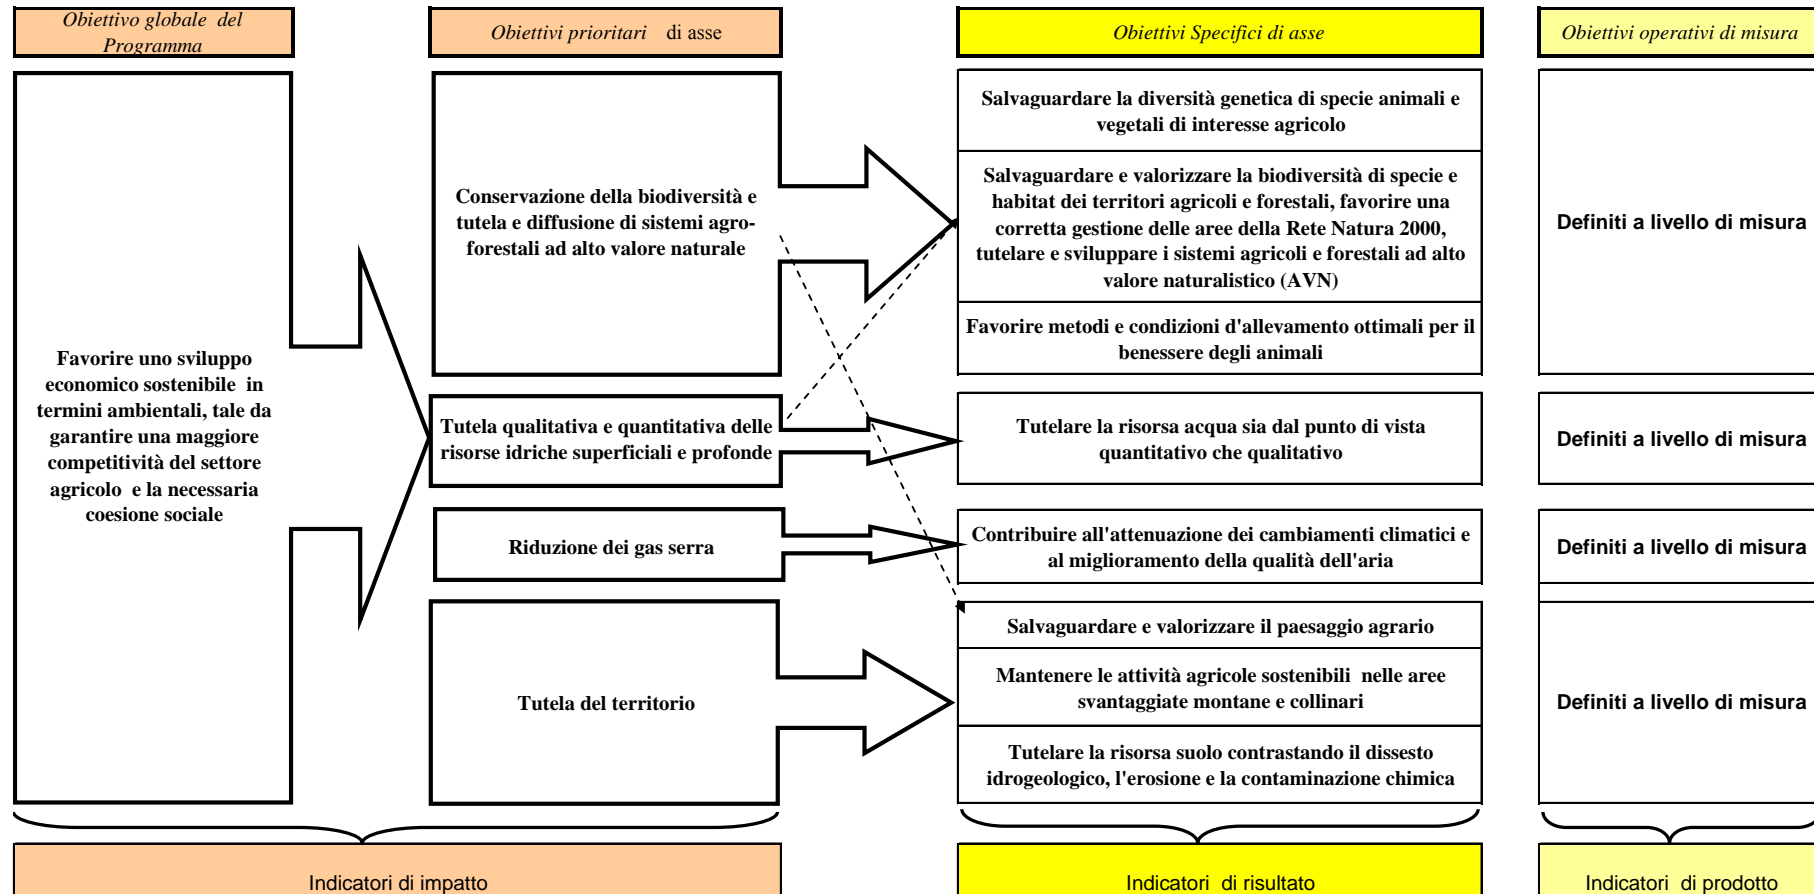 Obiettivo globale del
Programma
Obiettivi prioritari di asse
Obiettivi Specifici di asse
Obiettivi operativi di misura
Favorire uno sviluppo
economico sostenibile in
termini ambientali, tale da
garantire una maggiore
competitività del settore
agricolo e la necessaria
coesione sociale
Conservazione della biodiversità e
tutela e diffusione di sistemi agro-
forestali ad alto valore naturale
Salvaguardare la diversità genetica di specie animali e
vegetali di interesse agricolo
Salvaguardare e valorizzare la biodiversità di specie e
habitat dei territori agricoli e forestali, favorire una
corretta gestione delle aree della Rete Natura 2000,
tutelare e sviluppare i sistemi agricoli e forestali ad alto
valore naturalistico (AVN)
Favorire metodi e condizioni d'allevamento ottimali per il
benessere degli animali
Definiti a livello di misura
Tutela qualitativa e quantitativa delle
risorse idriche superficiali e profonde
Tutelare la risorsa acqua sia dal punto di vista
quantitativo che qualitativo
Definiti a livello di misura
Riduzione dei gas serra
Contribuire all'attenuazione dei cambiamenti climatici e
al miglioramento della qualità dell'aria
Definiti a livello di misura
Tutela del territorio
Salvaguardare e valorizzare il paesaggio agrario
Mantenere le attività agricole sostenibili nelle aree
svantaggiate montane e collinari
Tutelare la risorsa suolo contrastando il dissesto
idrogeologico, l'erosione e la contaminazione chimica
Definiti a livello di misura
Indicatori di impatto
Indicatori di risultato
Indicatori di prodotto